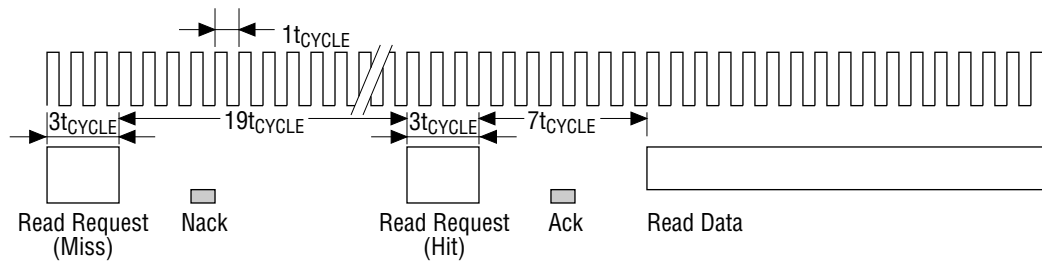 1tCYCLE
3tCYCLE 19tCYCLE 3tCYCLE 7tCYCLE
Read Request
(Miss)
Nack
Read Request
(Hit)
Ack
Read Data